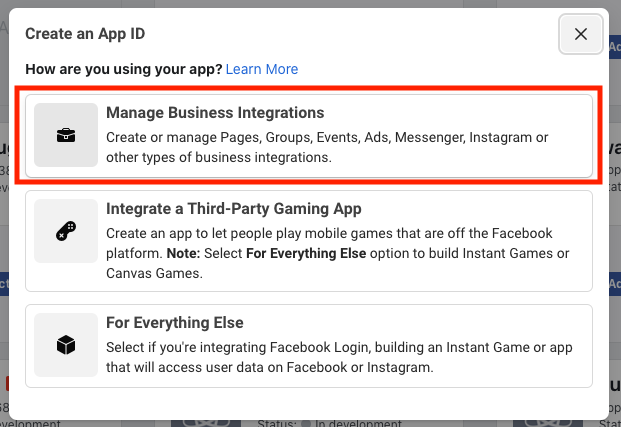 Create an App ID
How are you using your app? Learn More
Manage Business Integrations
Create or manage Pages, Groups, Events, Ads, Messenger, Instagram or
other types of business integrations.
Integrate a Third-Party Gaming App
Create an app to let people play mobile games that are off the Facebook
platform. Note: Select For Everything Else option to build Instant Games or
Canvas Games.
For Everything Else
Select if you're integrating Facebook Login, building an Instant Game or app
that will access user data on Facebook or Instagram.
Status: In development